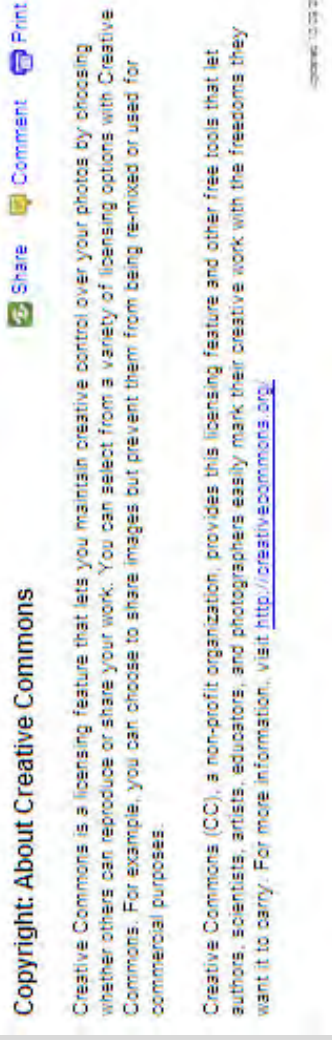 Copyright: About Creative Commons
Share Comment Print
Creative Commons is a licensing feature that lets you maintain creative control over your photos by choosing
whether others can reproduce or share your work. You can select from a variety of licensing options with Creative
Commons. For example, you can choose to share images but prevent them from being re-mixed or used for
commercial purposes.
Creative Commons (CC), a non-profit organization, provides this licensing feature and other free tools that let
authors, scientists, artists, educators, and photographers easily mark their creative work with the freedoms they
want it to carry. For more information, visit http://creativecommons.org/